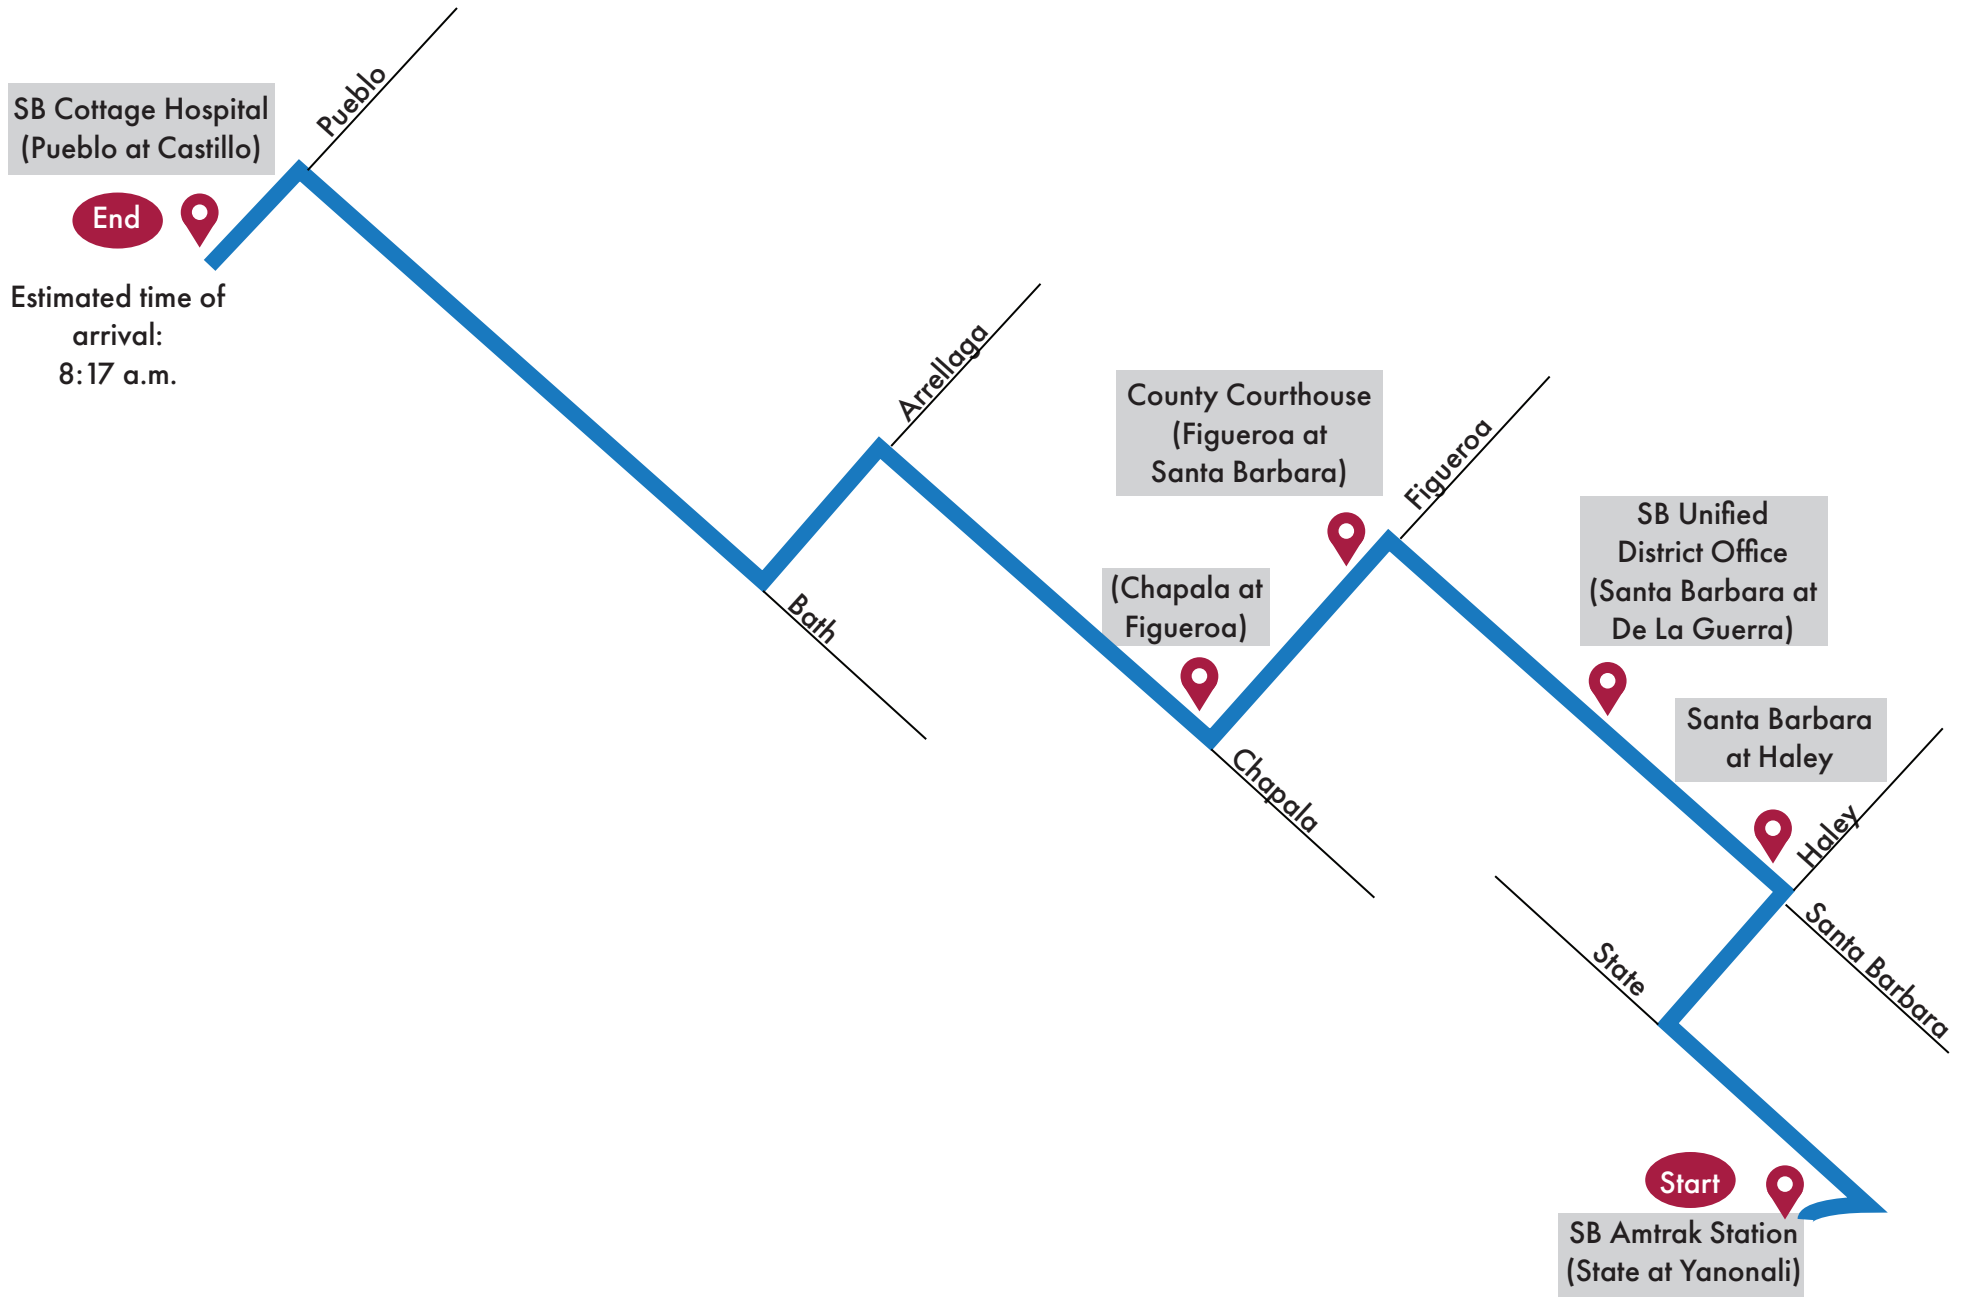 Pueblo
SB Cottage Hospital
(Pueblo at Castillo)
End
Estimated time of
arrival:
8:17 a.m.
Arrellaga
Bath
County Courthouse
(Figueroa at
Santa Barbara)
Figueroa
(Chapala at
Figueroa)
Chapala
SB Unified
District Office
(Santa Barbara at
De La Guerra)
Santa Barbara
at Haley
Haley
Santa Barbara
State
Start
SB Amtrak Station
(State at Yanonali)